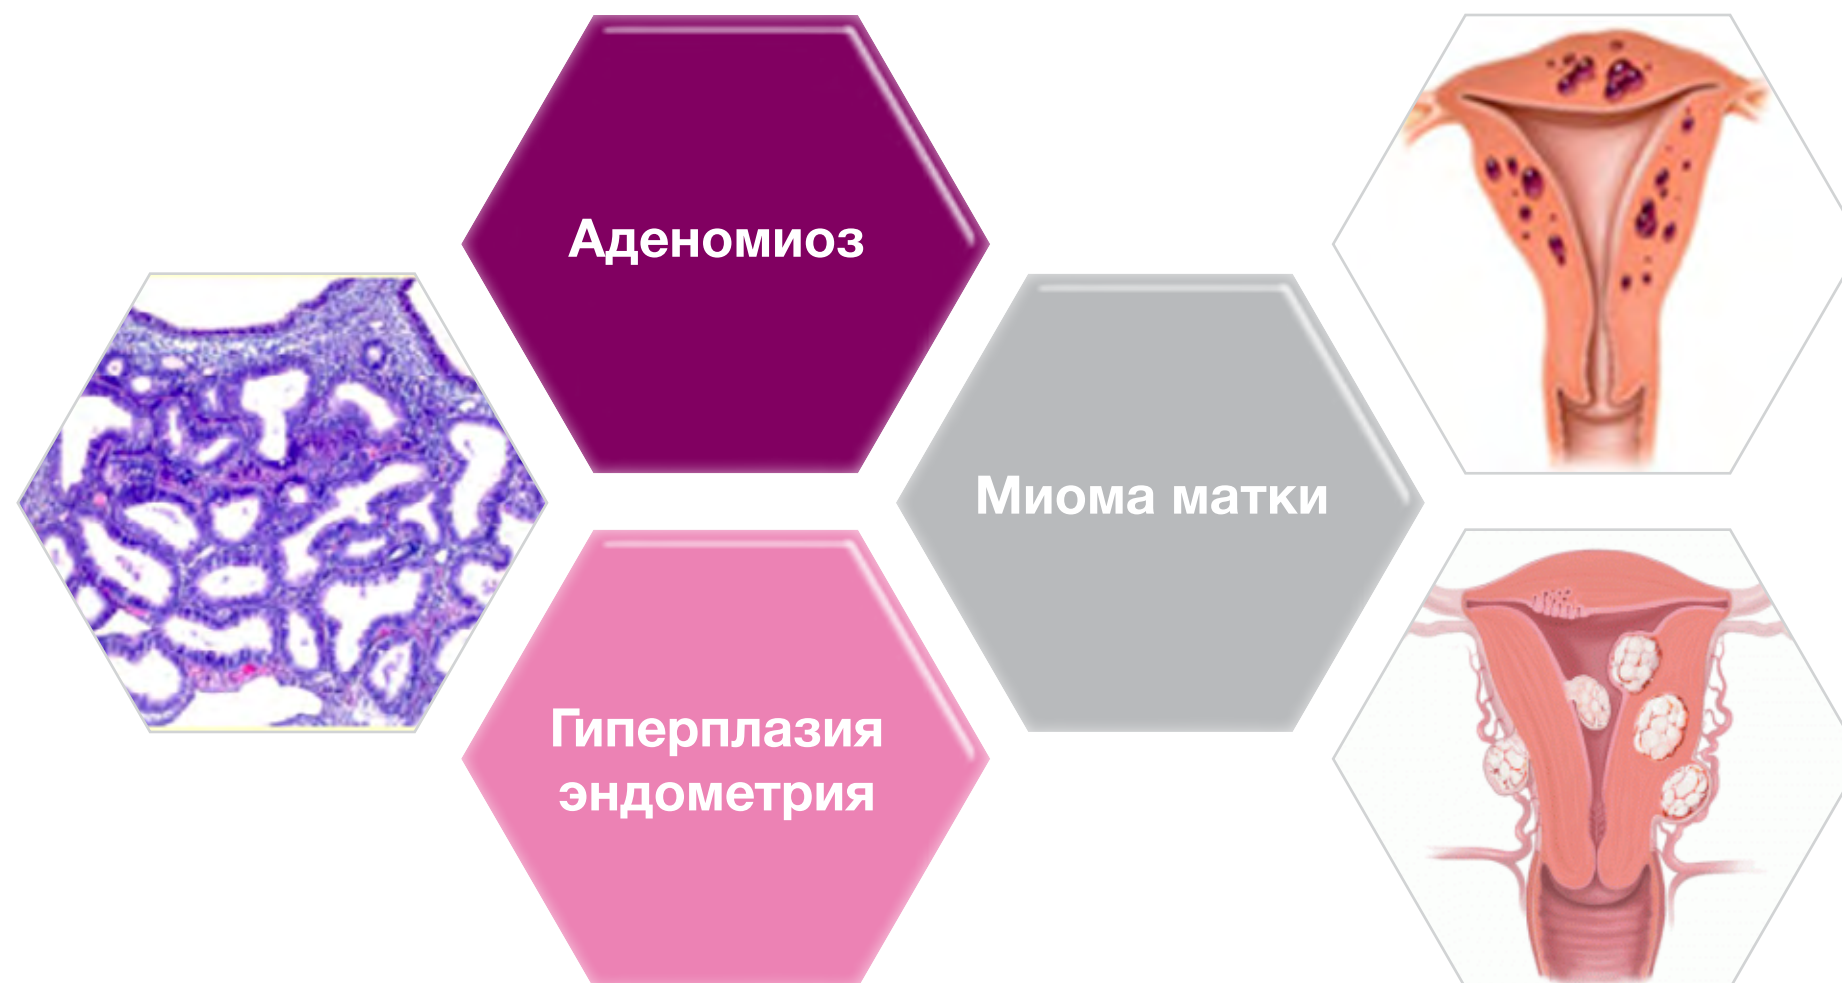 Аденомиоз
Миома матки
Гиперплазия
эндометрия